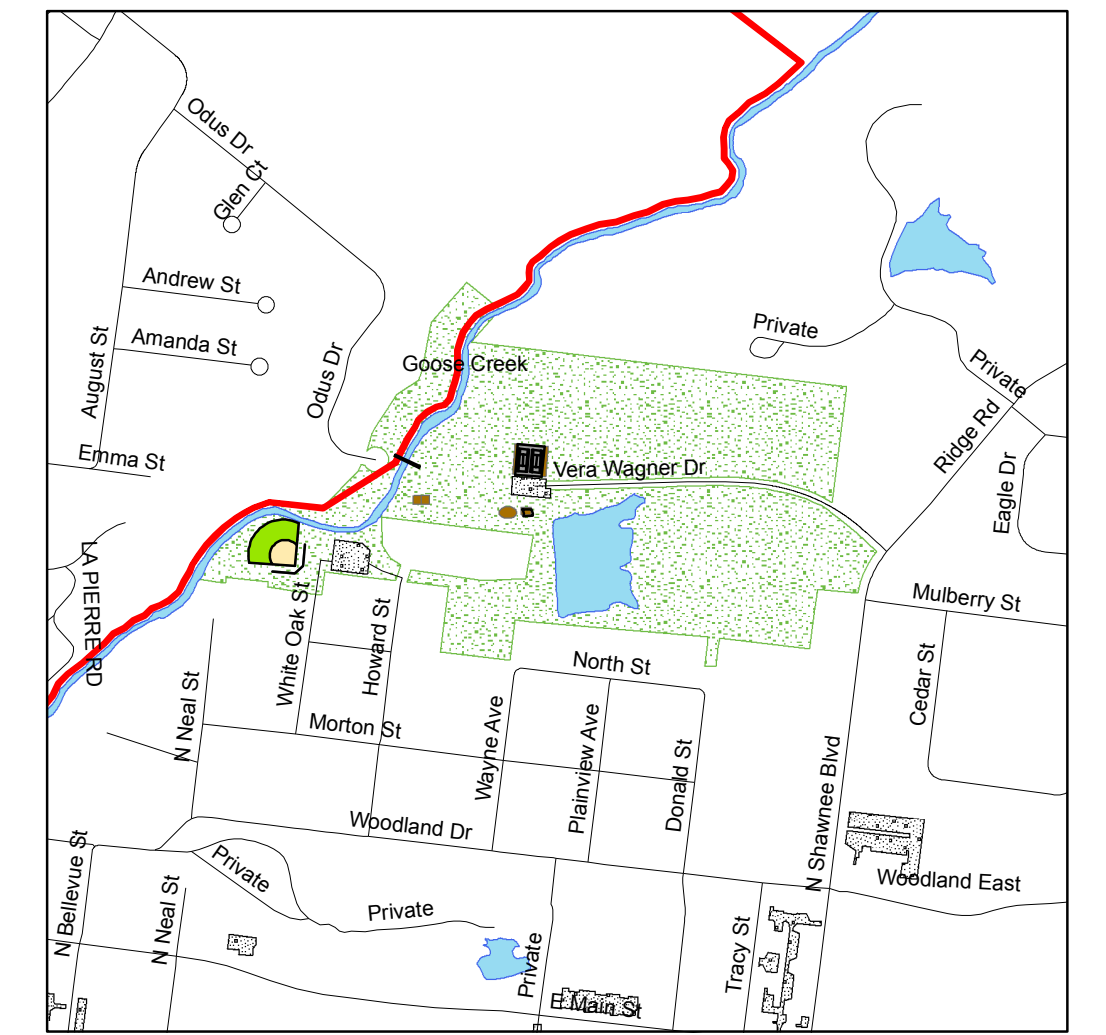 Odus Dr
Glen Ct
Andrew St
Private
Amanda St
August St
Goose Creek
Private
Odus Dr
Ridge Rd
Emma St
Vera Wagner Dr
Eagle Dr
LA PIERRE RD
White Oak St
Howard St
Mulberry St
North St
Cedar St
N Neal St
Morton St
Wayne Ave
Plainview Ave
Donald St
N Shawnee Blvd
Woodland Dr
Private
Woodland East
N Bellevue St
N Neal St
Private
Private
Tracy St
E Main St